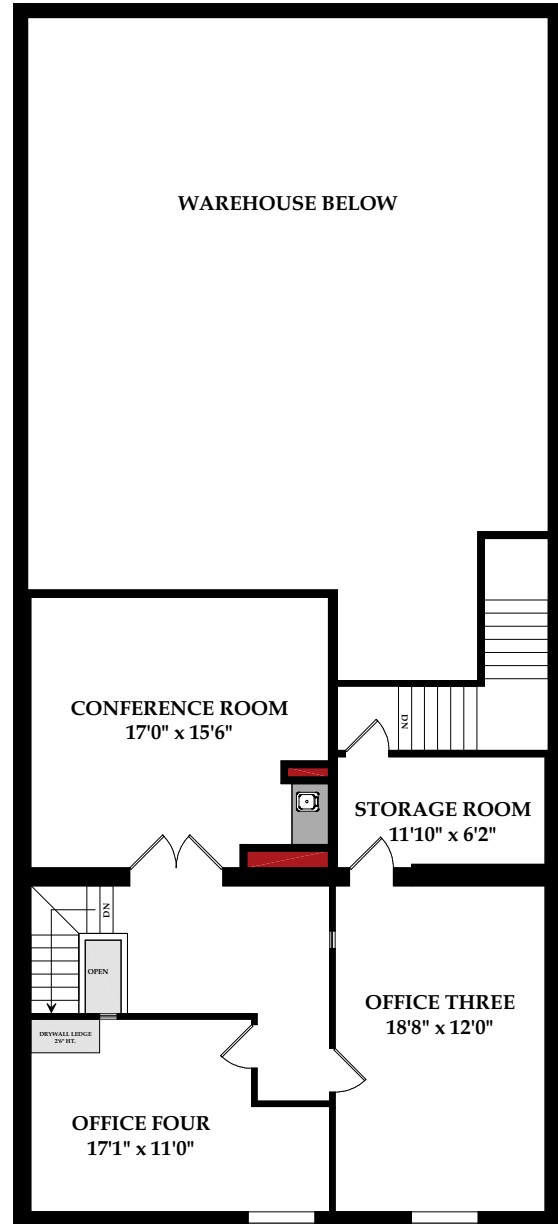 WAREHOUSE BELOW
CONFERENCE ROOM
17'0" x 15'6"
DN
STORAGE ROOM
11'10" x 6'2"
DN
OPEN
OFFICE THREE
18'8" x 12'0"
DRYWALL LEDGE
2'6" HT.
OFFICE FOUR
17'1" x 11'0"